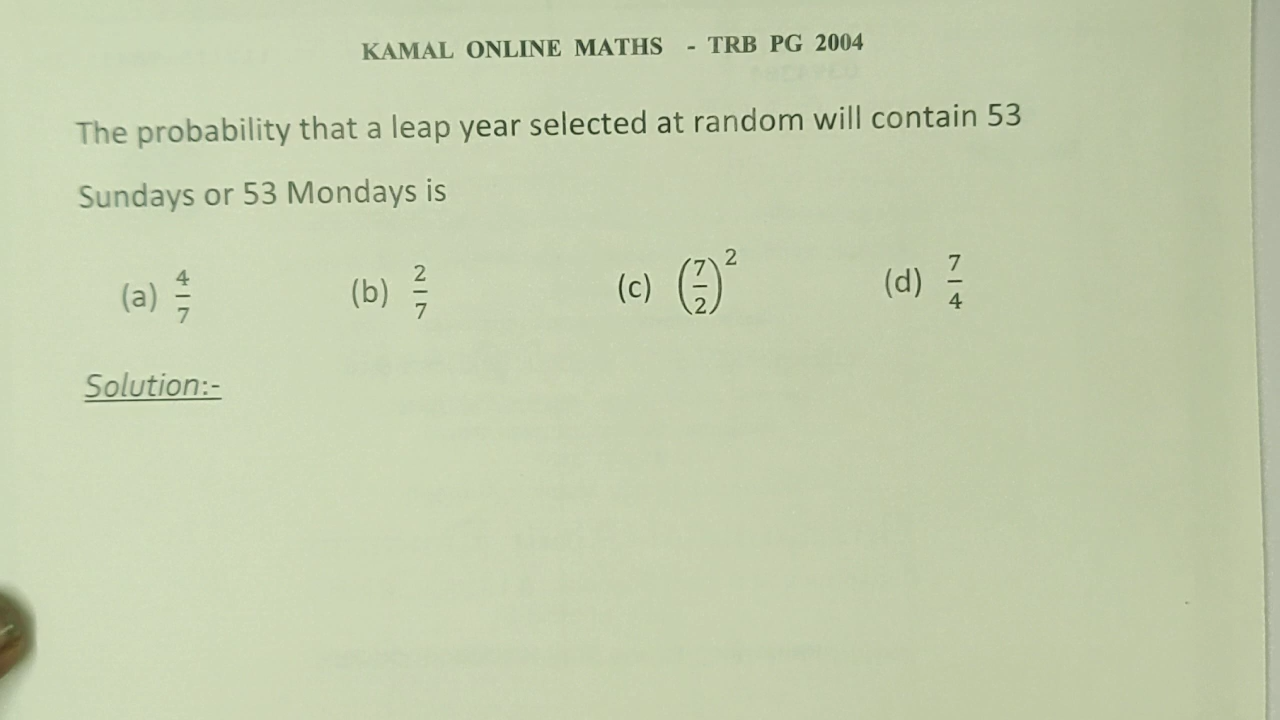 KAMAL ONLINE MATHS - TRB PG 2004
The probability that a leap year selected at random will contain 53
Sundays or 53 Mondays is
(a) 4/7 (b) 2/7 (c) (7/2)² (d) 7/4
Solution:-